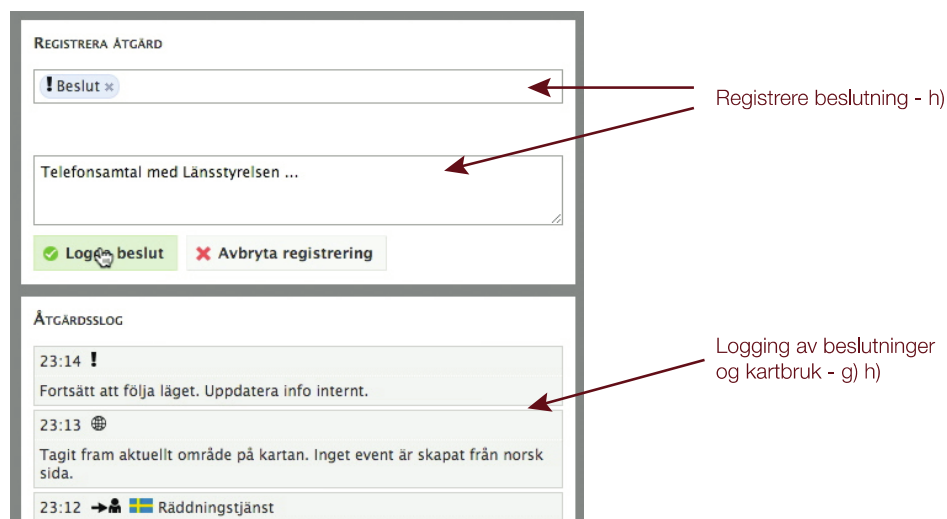 REGISTRERA ÅTGÄRD
! Beslut ×
Registrere beslutning - h)
Telefonsamtal med Länsstyrelsen ...
Logga beslut
Avbryta registrering
ÅTGÄRDSSLOG
23:14 !
Fortsätt att följa läget. Uppdatera info internt.
Logging av beslutninger
og kartbruk - g) h)
23:13
Tagit fram aktuellt område på kartan. Inget event är skapat från norsk
sida.
23:12 Räddningstjänst